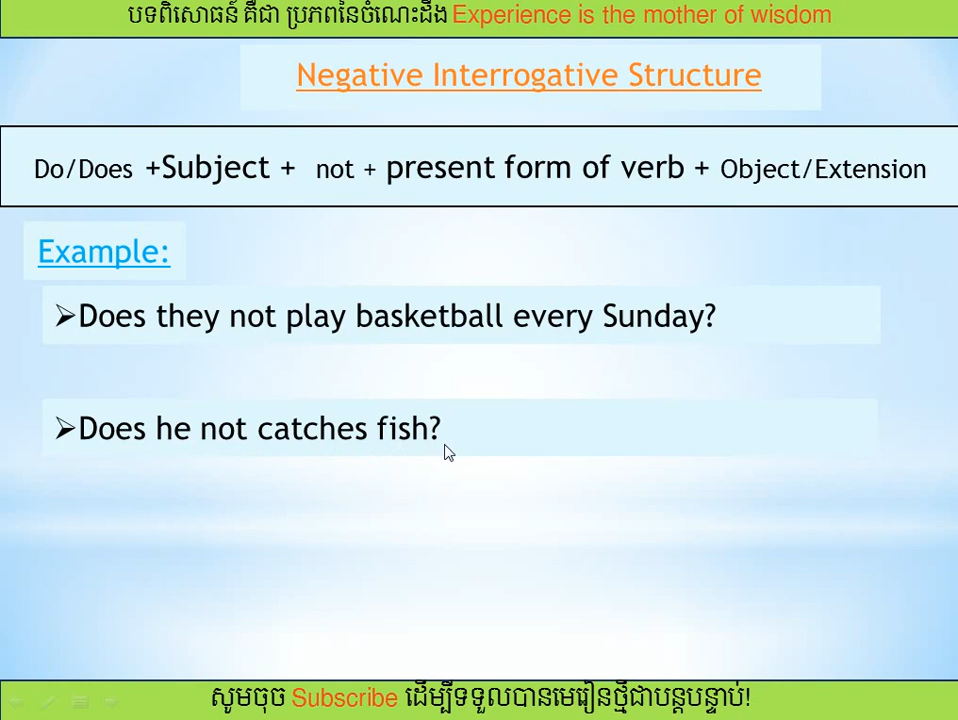 បទពិសោធន៍ គឺជា ប្រភពនៃចំណេះដឹង Experience is the mother of wisdom
Negative Interrogative Structure
Do/Does +Subject + not + present form of verb + Object/Extension
Example:
➢Does they not play basketball every Sunday?
➢Does he not catches fish?
សូមចុច Subscribe ដើម្បីទទួលបានមេរៀនថ្មីជាបន្តបន្ទាប់!